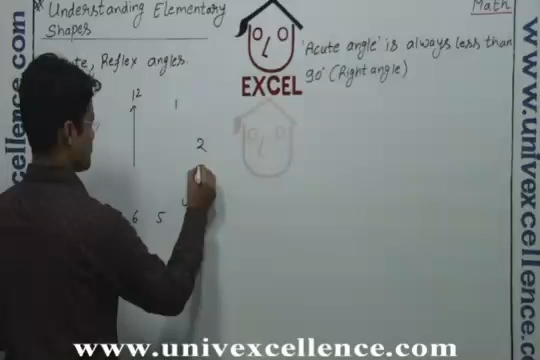 Understanding Elementary
Shapes
Math
Reflex angles.
'Acute angle' is always less than
90° (Right angle)
EXCEL
12
1
2
6 5
www.univexcellence.com
www.univexcellence.com
www.univexcellence.com